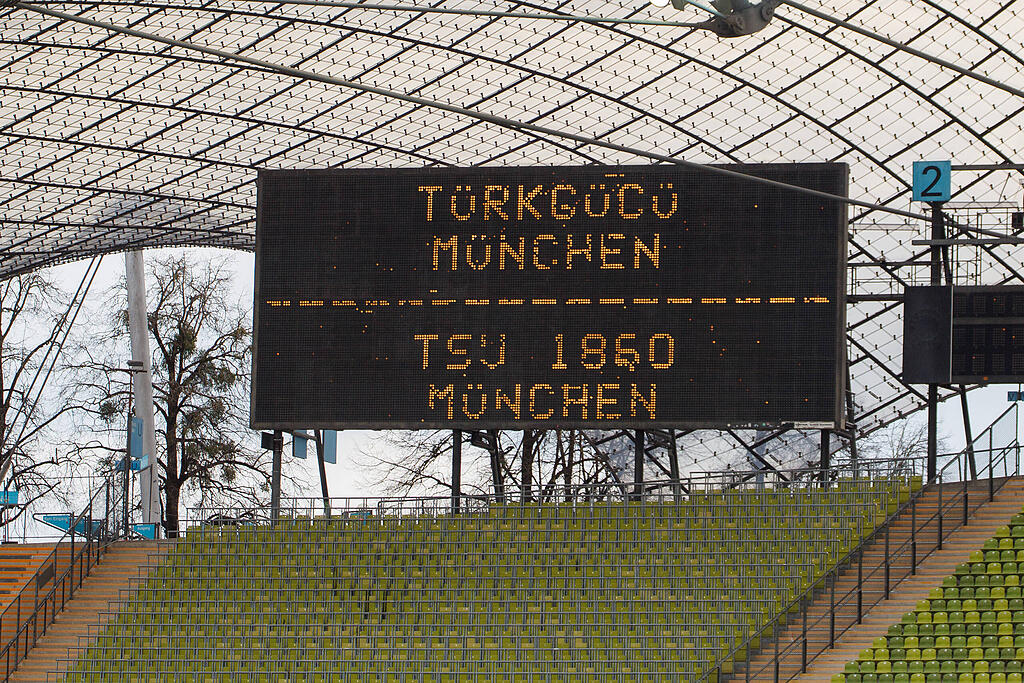 TÜRKGÜCÜ
MÜNCHEN
TSV 1860
MÜNCHEN
2